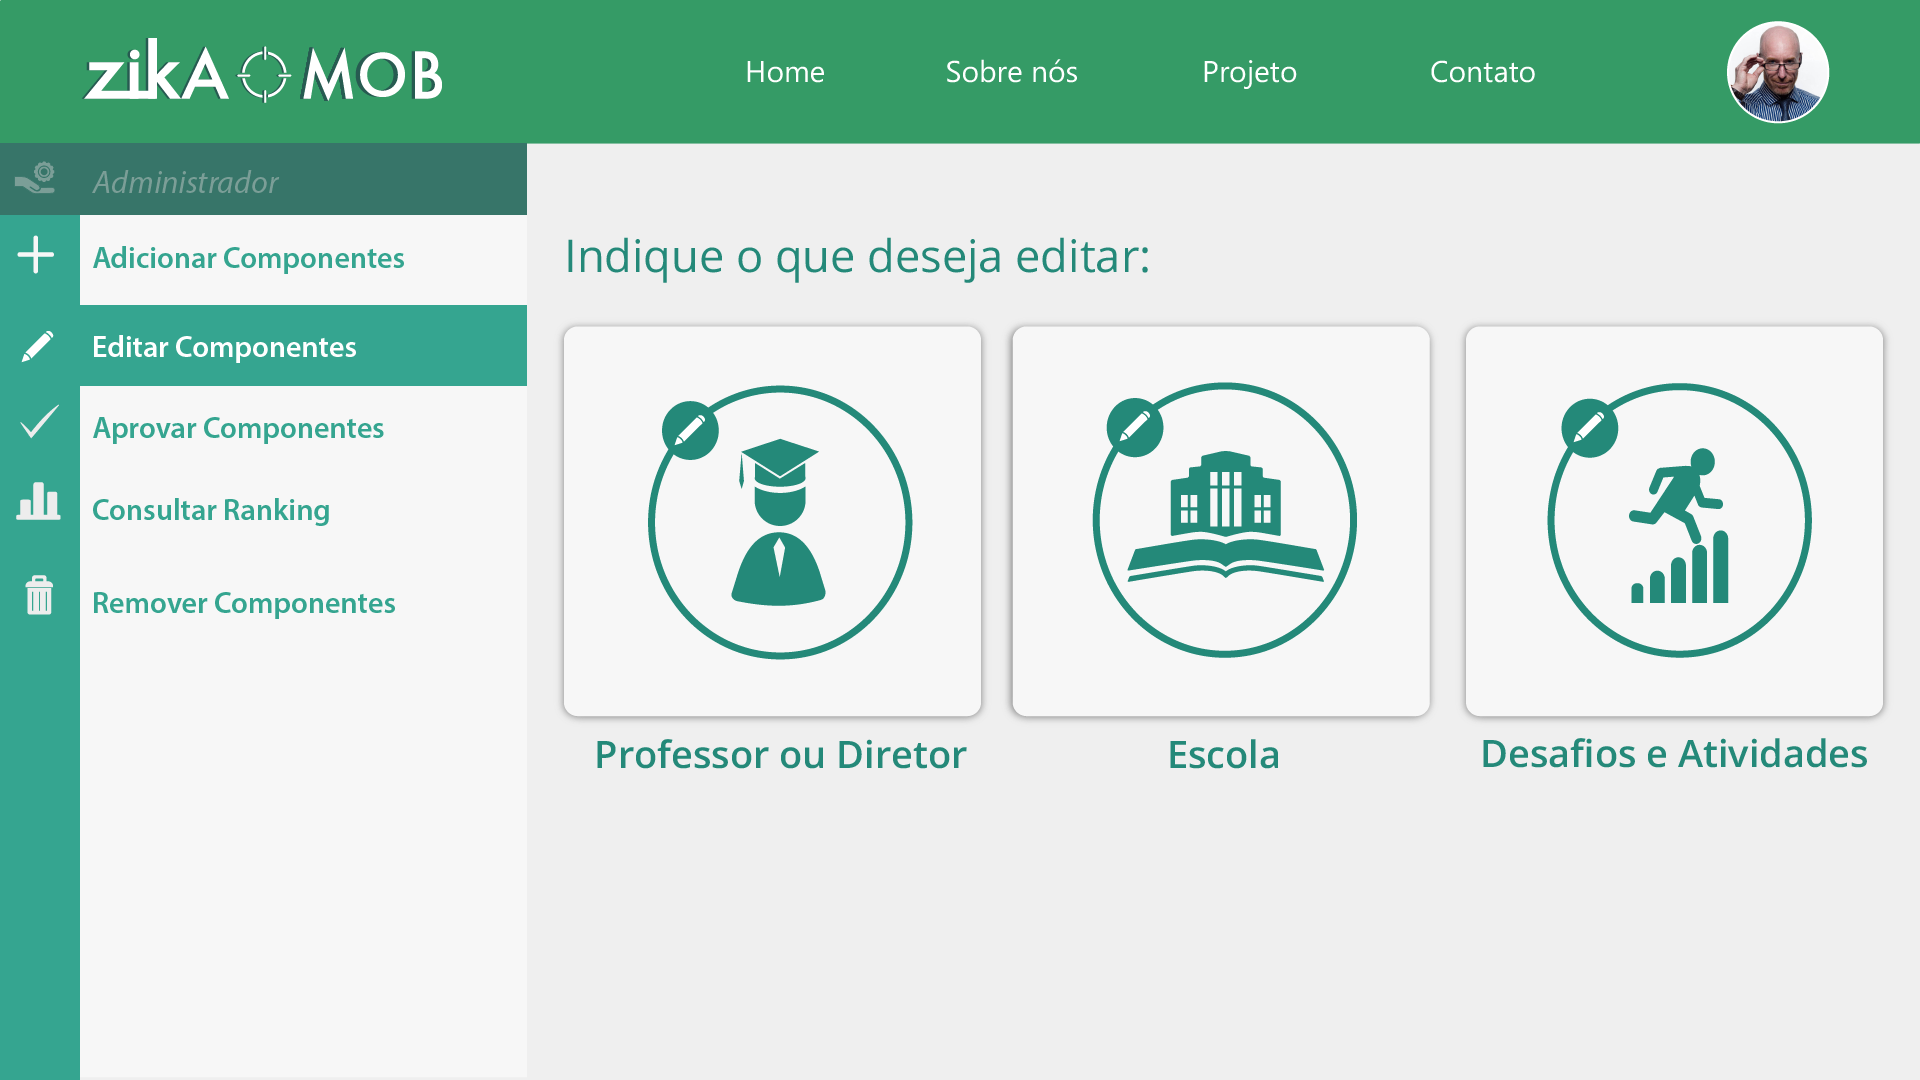 zikA MOB
Home
Sobre nós
Projeto
Contato
Administrador
Adicionar Componentes
Editar Componentes
Aprovar Componentes
Consultar Ranking
Remover Componentes
Indique o que deseja editar:
Professor ou Diretor
Escola
Desafios e Atividades